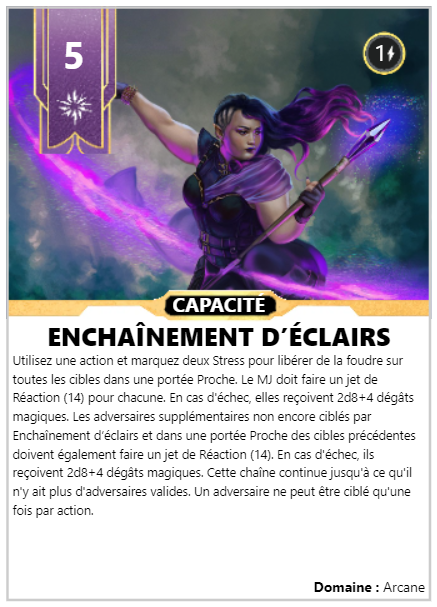 5
1
CAPACITÉ
ENCHAÎNEMENT D’ÉCLAIRS
Utilisez une action et marquez deux Stress pour libérer de la foudre sur
toutes les cibles dans une portée Proche. Le MJ doit faire un jet de
Réaction (14) pour chacune. En cas d'échec, elles reçoivent 2d8+4 dégâts
magiques. Les adversaires supplémentaires non encore ciblés par
Enchaînement d’éclairs et dans une portée Proche des cibles précédentes
doivent également faire un jet de Réaction (14). En cas d'échec, ils
reçoivent 2d8+4 dégâts magiques. Cette chaîne continue jusqu'à ce qu'il
n'y ait plus d'adversaires valides. Un adversaire ne peut être ciblé qu'une
fois par action.
Domaine : Arcane